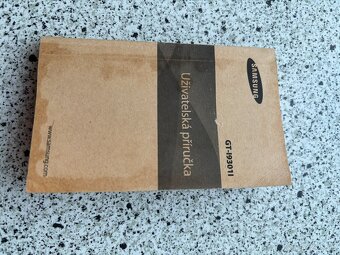 SAMSUNG
GT-I9301I
Uživatelská příručka
www.samsung.com